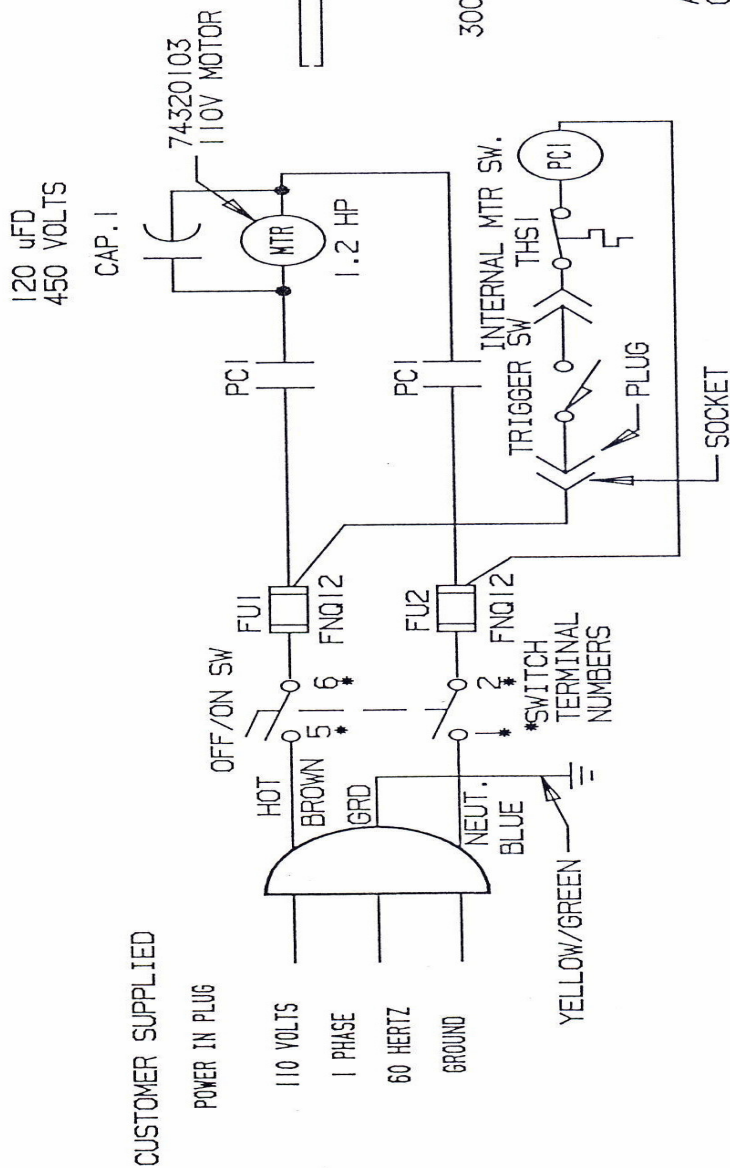 CUSTOMER SUPPLIED
POWER IN PLUG
110 VOLTS
1 PHASE
60 HERTZ
GROUND
HOT
BROWN
GRD
NEUT.
BLUE
YELLOW/GREEN
OFF/ON SW
5*
6*
1*
2*
*SWITCH
TERMINAL
NUMBERS
FU1
FNQ12
FU2
FNQ12
PC1
PC1
120 uFD
450 VOLTS
CAP.1
MTR
1.2 HP
74320103
110V MOTOR
TRIGGER SW
INTERNAL MTR SW.
THS1
PC1
PLUG
SOCKET
300